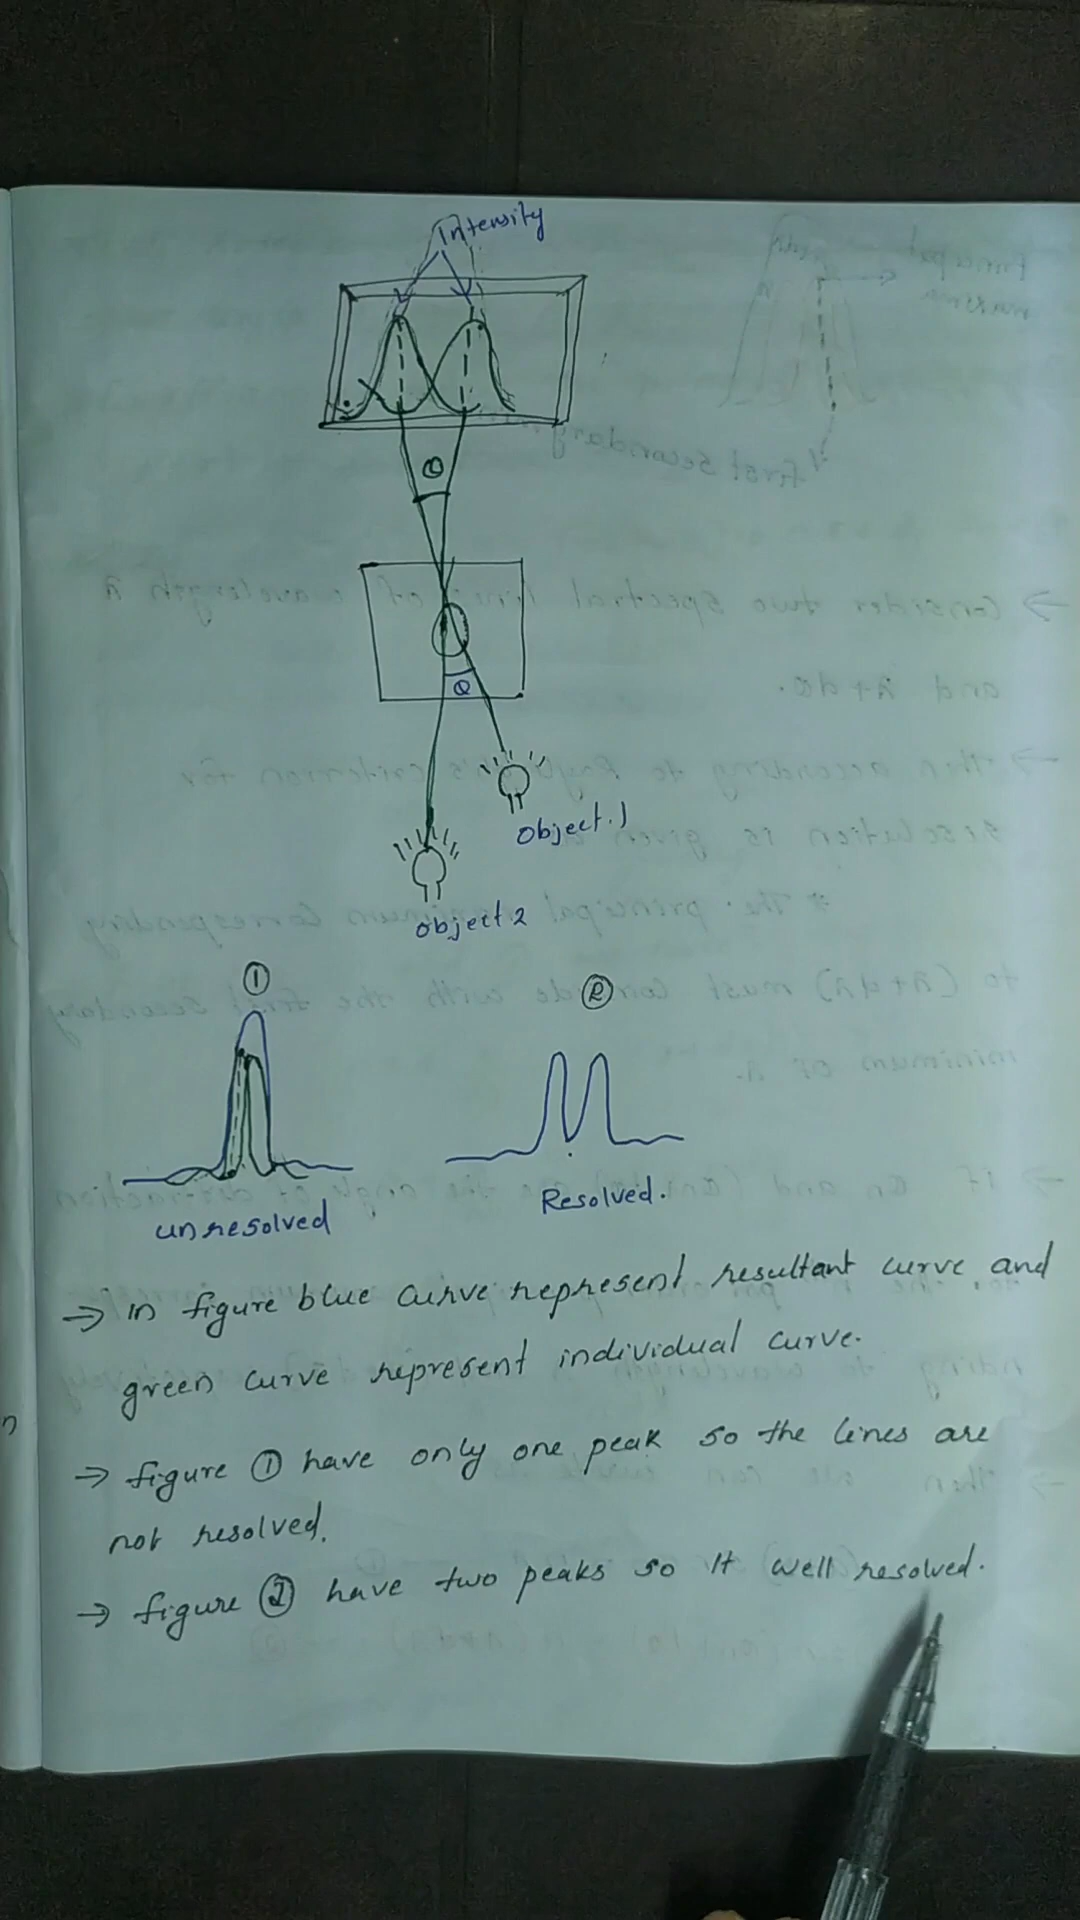 Intensity
Q
Q
Object.1
Object.2
①
②
unresolved
Resolved.
→ in figure blue curve represent resultant curve and
green curve represent individual curve.
→ figure ① have only one peak so the lines are
not resolved.
→ figure ② have two peaks so it well resolved.